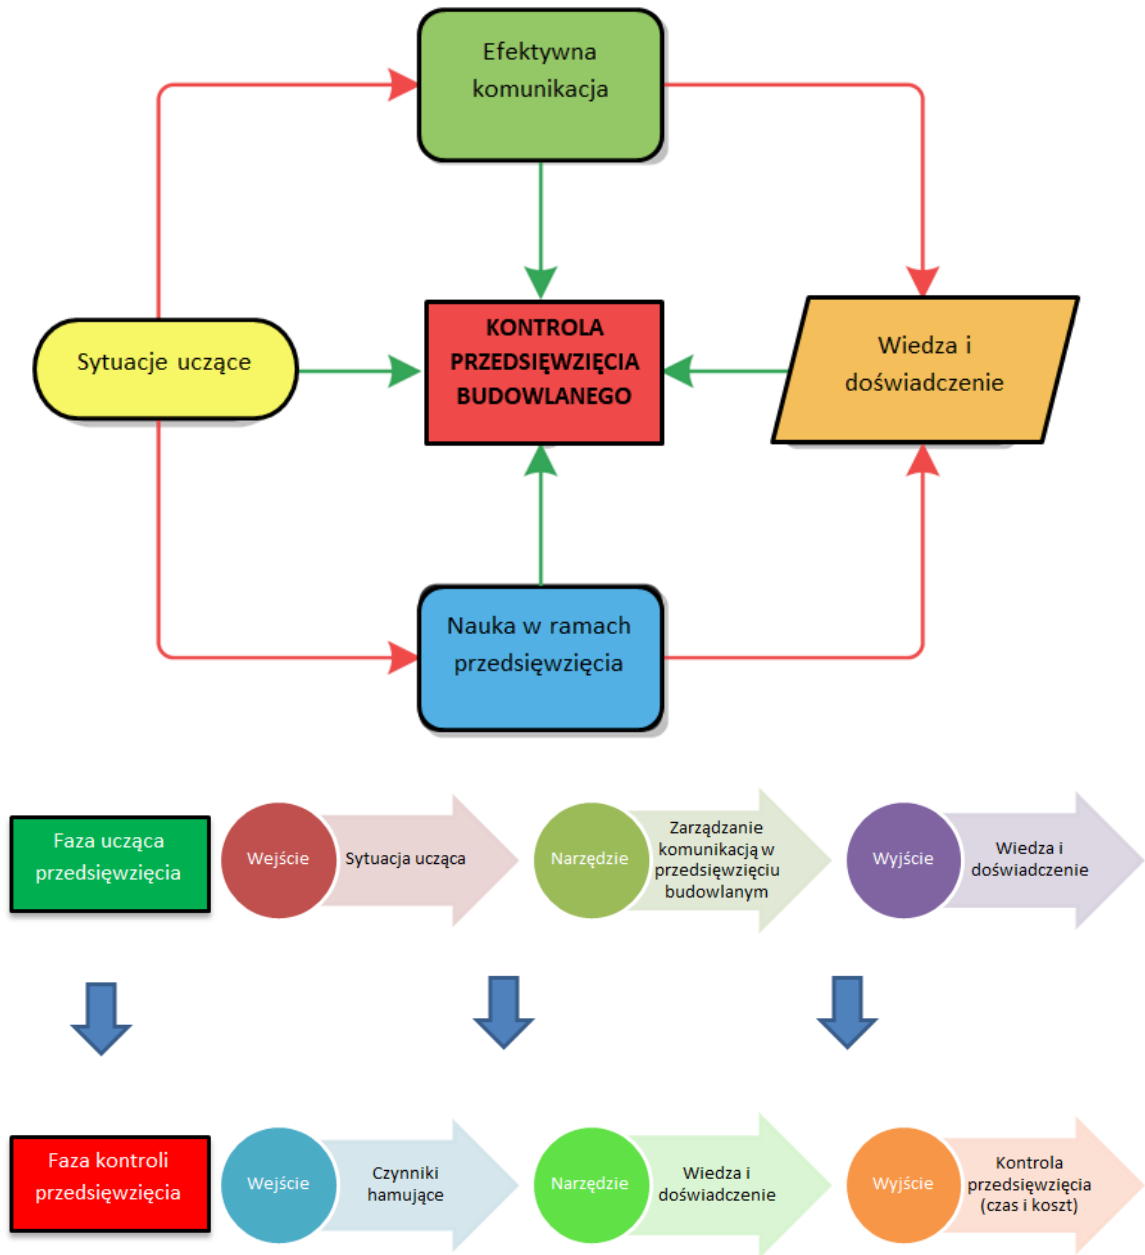 Efektywna
komunikacja
Sytuacje uczące
KONTROLA
PRZEDSIĘWZIĘCIA
BUDOWLANEGO
Wiedza i
doświadczenie
Nauka w ramach
przedsięwzięcia
Faza ucząca
przedsięwzięcia
Wejście
Sytuacja ucząca
Narzędzie
Zarządzanie
komunikacją w
przedsięwzięciu
budowlanym
Wyjście
Wiedza i
doświadczenie
Faza kontroli
przedsięwzięcia
Wejście
Czynniki
hamujące
Narzędzie
Wiedza i
doświadczenie
Wyjście
Kontrola
przedsięwzięcia
(czas i koszt)